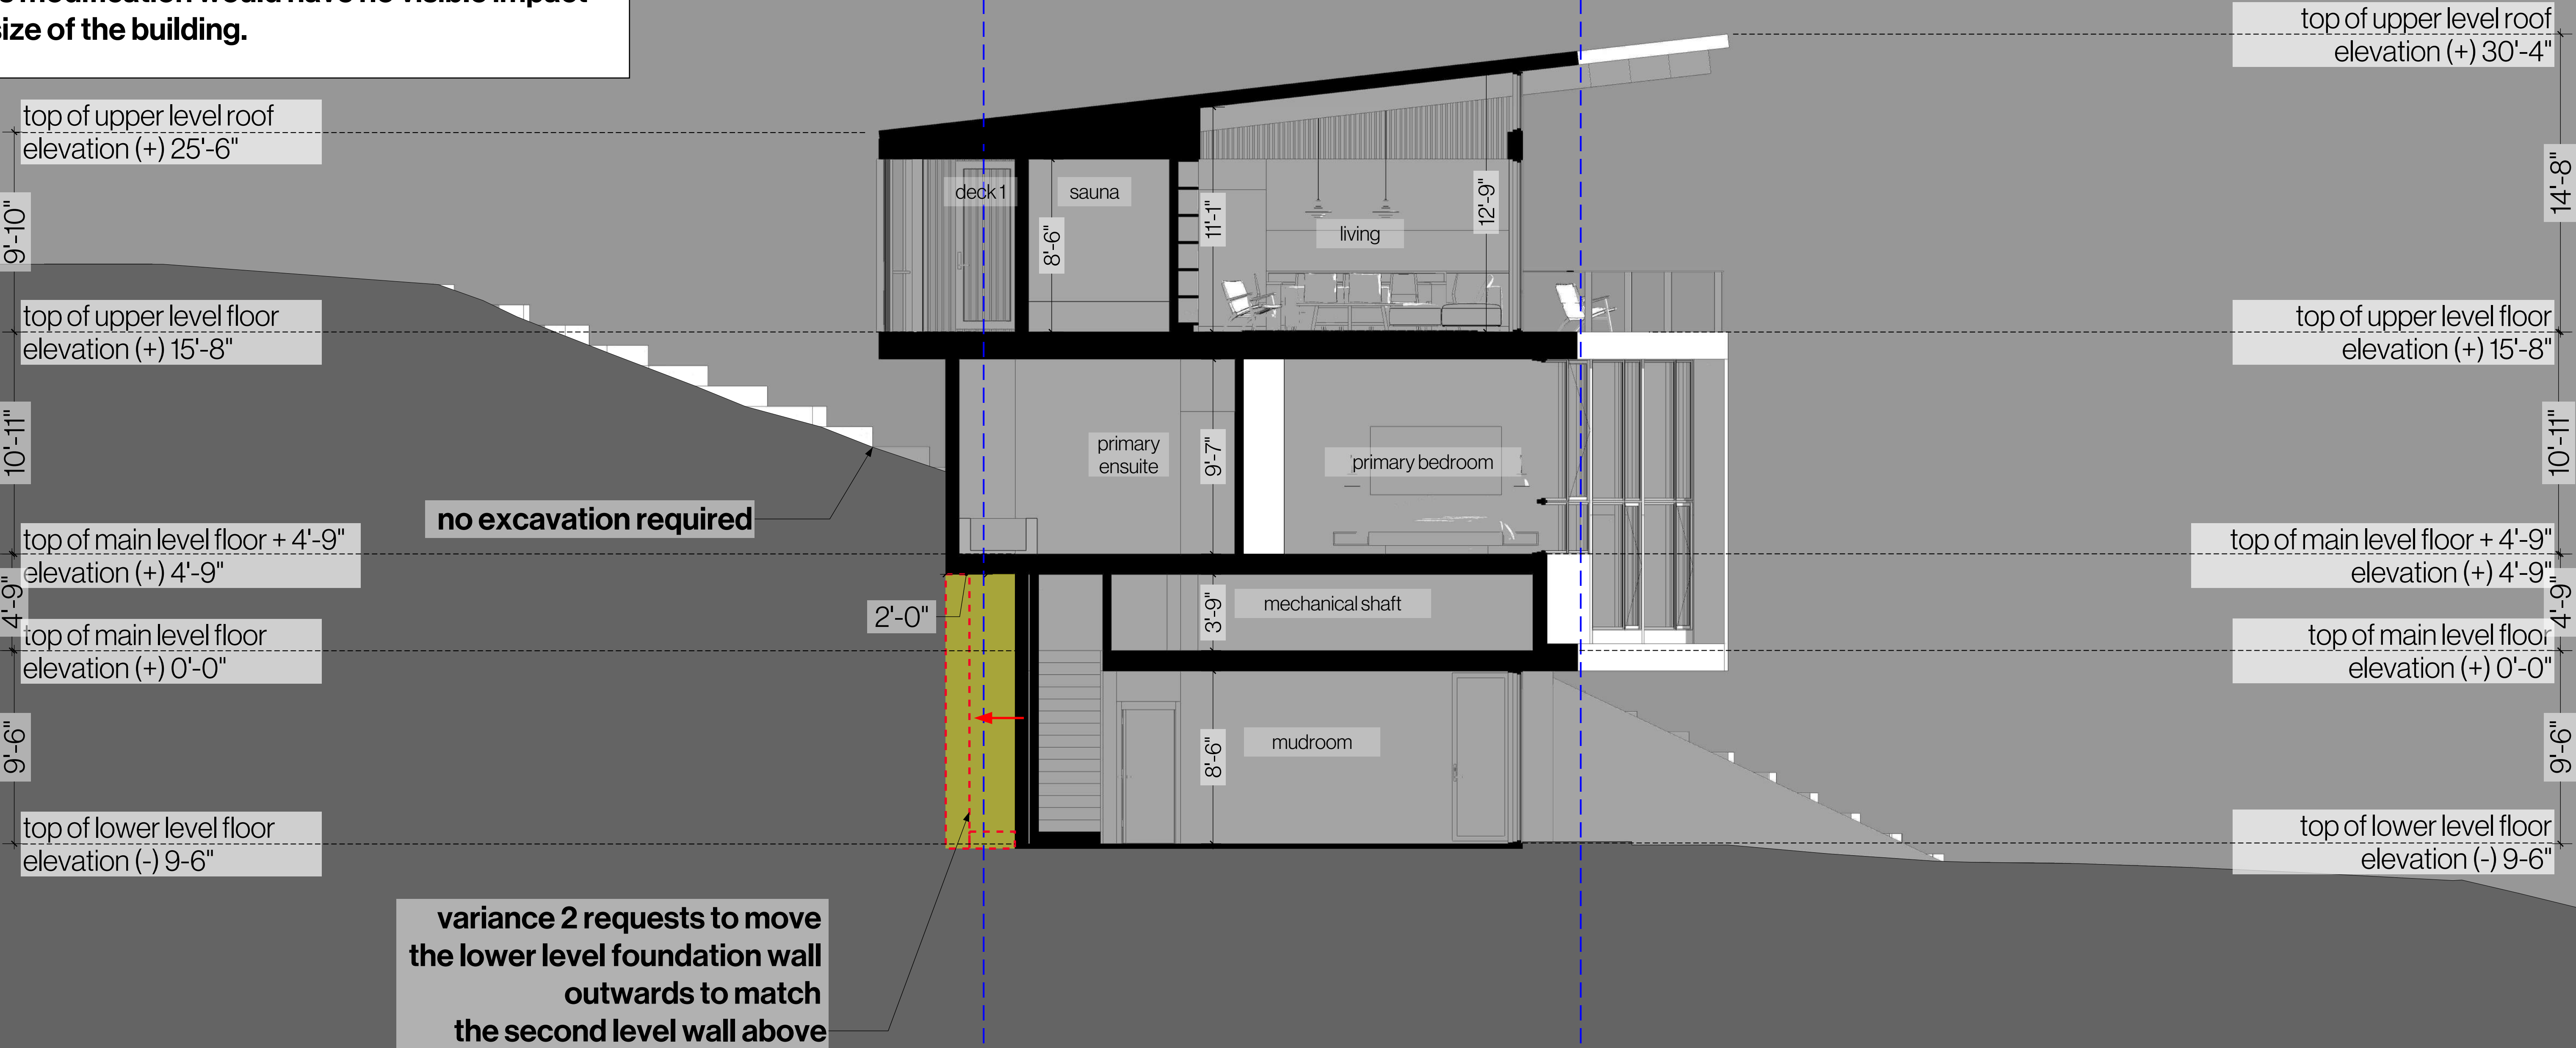 modification would have no visible impact
size of the building.
top of upper level roof
elevation (+) 30'-4"
top of upper level roof
elevation (+) 25'-6"
9'-10"
14'-8"
deck 1
sauna
living
8'-6"
11'-1"
12'-9"
top of upper level floor
elevation (+) 15'-8"
top of upper level floor
elevation (+) 15'-8"
10'-11"
10'-11"
primary
ensuite
9'-7"
primary bedroom
no excavation required
top of main level floor + 4'-9"
elevation (+) 4'-9"
top of main level floor + 4'-9"
elevation (+) 4'-9"
4'-9"
4'-9"
2'-0"
3'-9"
mechanical shaft
top of main level floor
elevation (+) 0'-0"
top of main level floor
elevation (+) 0'-0"
9'-6"
9'-6"
8'-6"
mudroom
top of lower level floor
elevation (-) 9-6"
top of lower level floor
elevation (-) 9-6"
variance 2 requests to move
the lower level foundation wall
outwards to match
the second level wall above